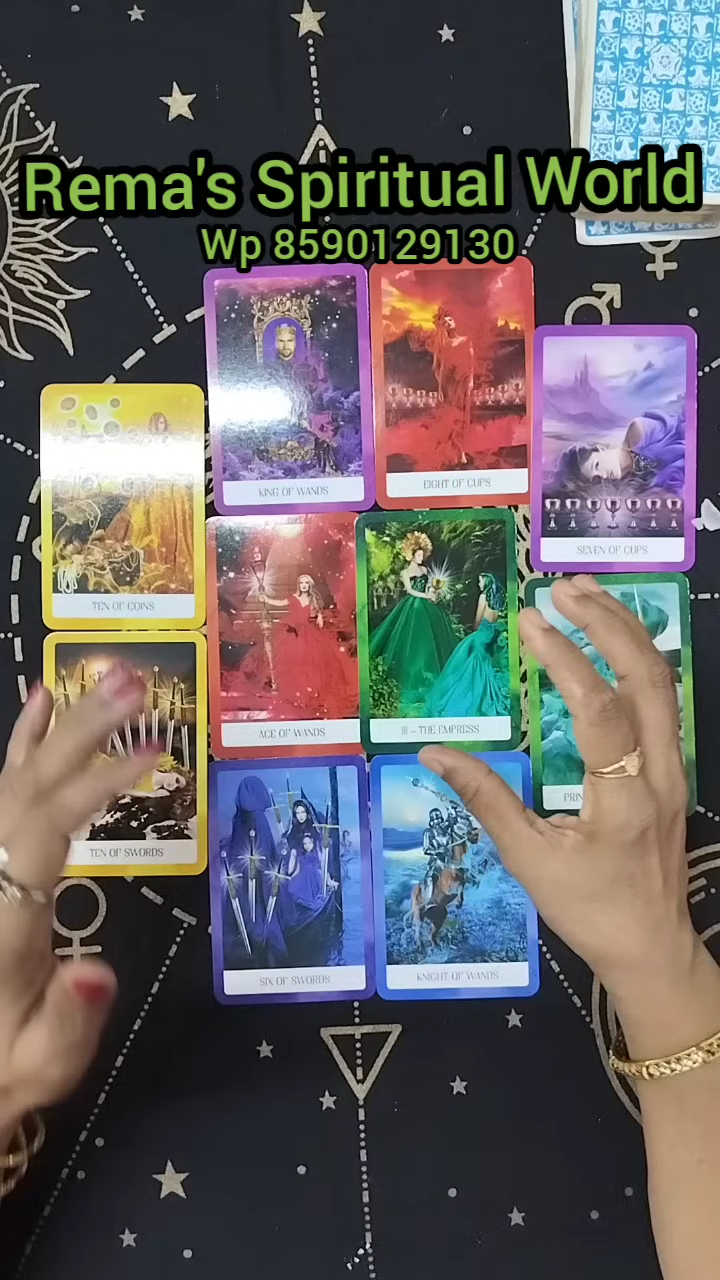 Rema's Spiritual World
Wp 8590129130
KING OF WANDS
EIGHT OF CUPS
SEVEN OF CUPS
TEN OF COINS
ACE OF WANDS
III – THE EMPRESS
TEN OF SWORDS
SIX OF SWORDS
KNIGHT OF WANDS